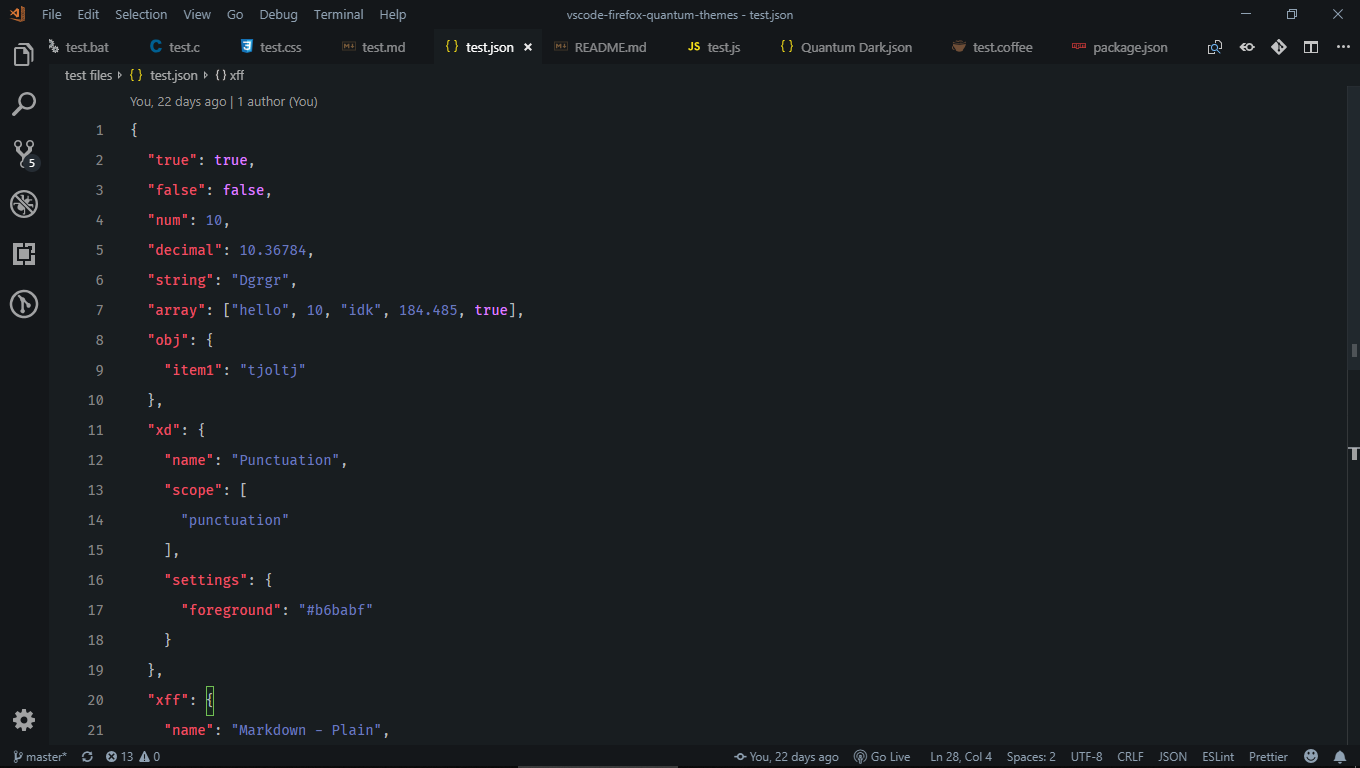 File Edit Selection View Go Debug Terminal Help vscode-firefox-quantum-themes - test.json
test.bat C test.c test.css test.md {} test.json × README.md JS test.js {} Quantum Dark.json test.coffee package.json
test files {} test.json {} xff
You, 22 days ago | 1 author (You)
1 {
2 "true": true,
3 "false": false,
4 "num": 10,
5 "decimal": 10.36784,
6 "string": "Dgrgr",
7 "array": ["hello", 10, "idk", 184.485, true],
8 "obj": {
9 "item1": "tjoltj"
10 },
11 "xd": {
12 "name": "Punctuation",
13 "scope": [
14 "punctuation"
15 ],
16 "settings": {
17 "foreground": "#b6babf"
18 }
19 },
20 "xff": {
21 "name": "Markdown - Plain",
5
master* 13 0 You, 22 days ago Go Live Ln 28, Col 4 Spaces: 2 UTF-8 CRLF JSON ESLint Prettier